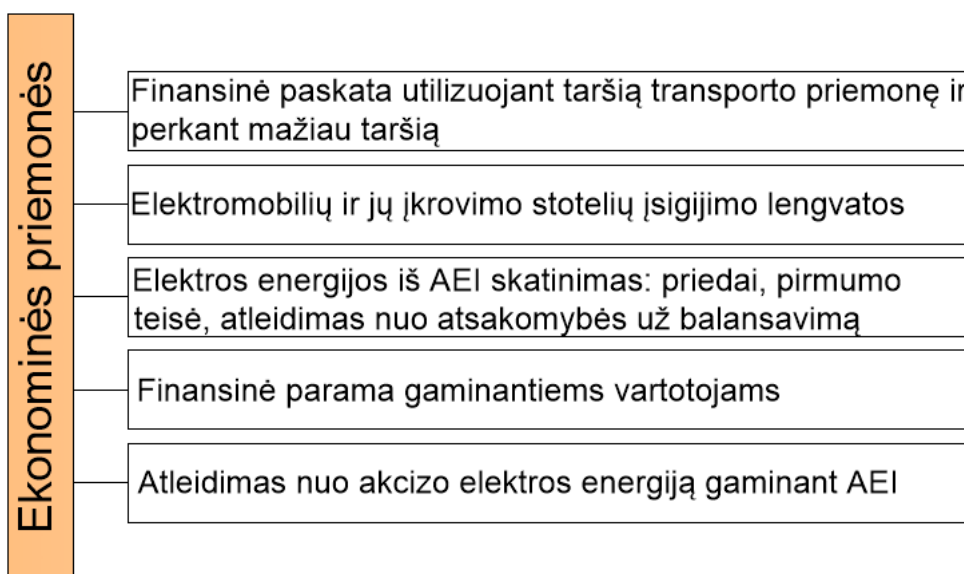 Ekonominės priemonės
Finansinė paskata utilizuojant taršią transporto priemonę ir
perkant mažiau taršią
Elektromobilių ir jų įkrovimo stotelių įsigijimo lengvatos
Elektros energijos iš AEI skatinimas: priedai, pirmumo
teisė, atleidimas nuo atsakomybės už balansavimą
Finansinė parama gaminantiems vartotojams
Atleidimas nuo akcizo elektros energiją gaminant AEI